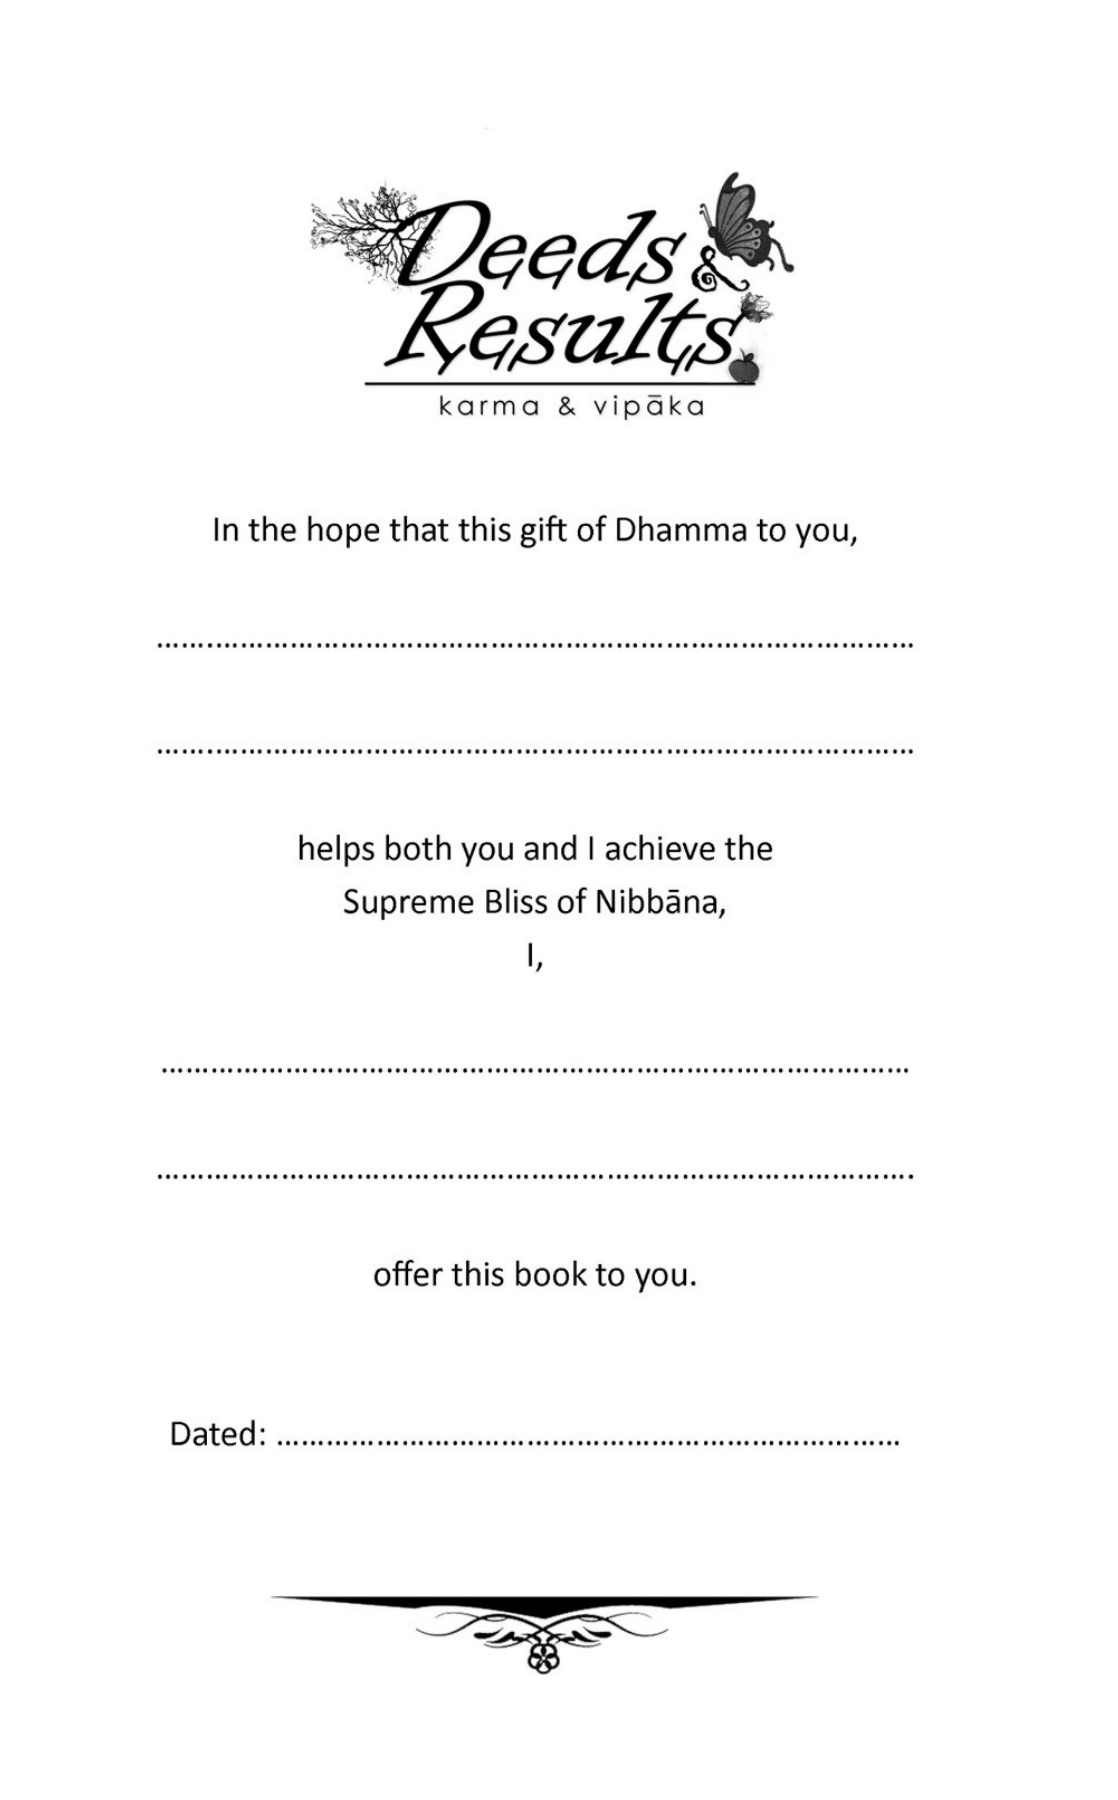 Deeds &
Results
karma & vipāka
In the hope that this gift of Dhamma to you,
………………………………………………………………………………
………………………………………………………………………………
helps both you and I achieve the
Supreme Bliss of Nibbāna,
I,
………………………………………………………………………………
……………………………………………………………………………….
offer this book to you.
Dated: …………………………………………………………………